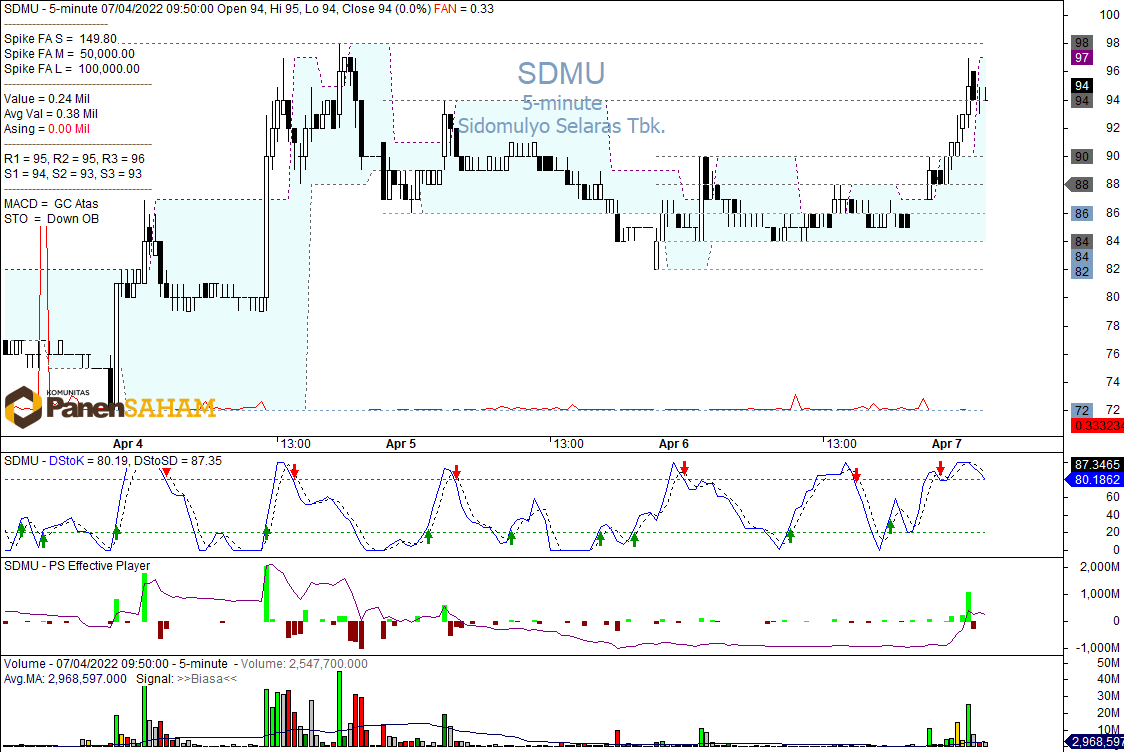 SDMU - 5-minute 07/04/2022 09:50:00 Open 94, Hi 95, Lo 94, Close 94 (0.0%) FAN = 0.33
Spike FA S = 149.80
Spike FA M = 50,000.00
Spike FA L = 100,000.00
Value = 0.24 Mil
Avg Val = 0.38 Mil
Asing = 0.00 Mil
R1 = 95, R2 = 95, R3 = 96
S1 = 94, S2 = 93, S3 = 93
MACD = GC Atas
STO = Down OB
SDMU
5-minute
Sidomulyo Selaras Tbk.
KOMUNITAS
PanenSAHAM
100
98
98
97
96
94
94
92
90
90
88
88
86
86
84
84
84
82
82
80
78
76
74
72
72
0.333234
Apr 4
13:00
Apr 5
13:00
Apr 6
13:00
Apr 7
SDMU - DStoK = 80.19, DStoSD = 87.35
87.3465
80.1862
60
40
20
0
SDMU - PS Effective Player
2,000M
1,000M
0
-1,000M
Volume - 07/04/2022 09:50:00 - 5-minute - Volume: 2,547,700.000
Avg.MA: 2,968,597.000 Signal: >>Biasa<<
50M
40M
30M
20M
10M
2,968,597